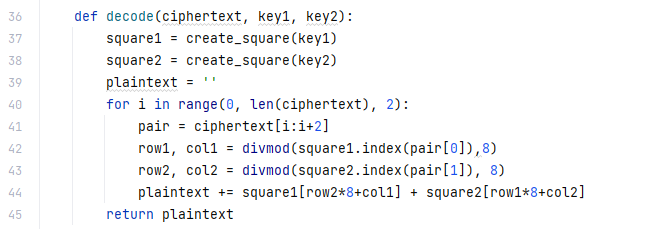 36 def decode(ciphertext, key1, key2):
37 square1 = create_square(key1)
38 square2 = create_square(key2)
39 plaintext = ''
40 for i in range(0, len(ciphertext), 2):
41 pair = ciphertext[i:i+2]
42 row1, col1 = divmod(square1.index(pair[0]),8)
43 row2, col2 = divmod(square2.index(pair[1]), 8)
44 plaintext += square1[row2*8+col1] + square2[row1*8+col2]
45 return plaintext